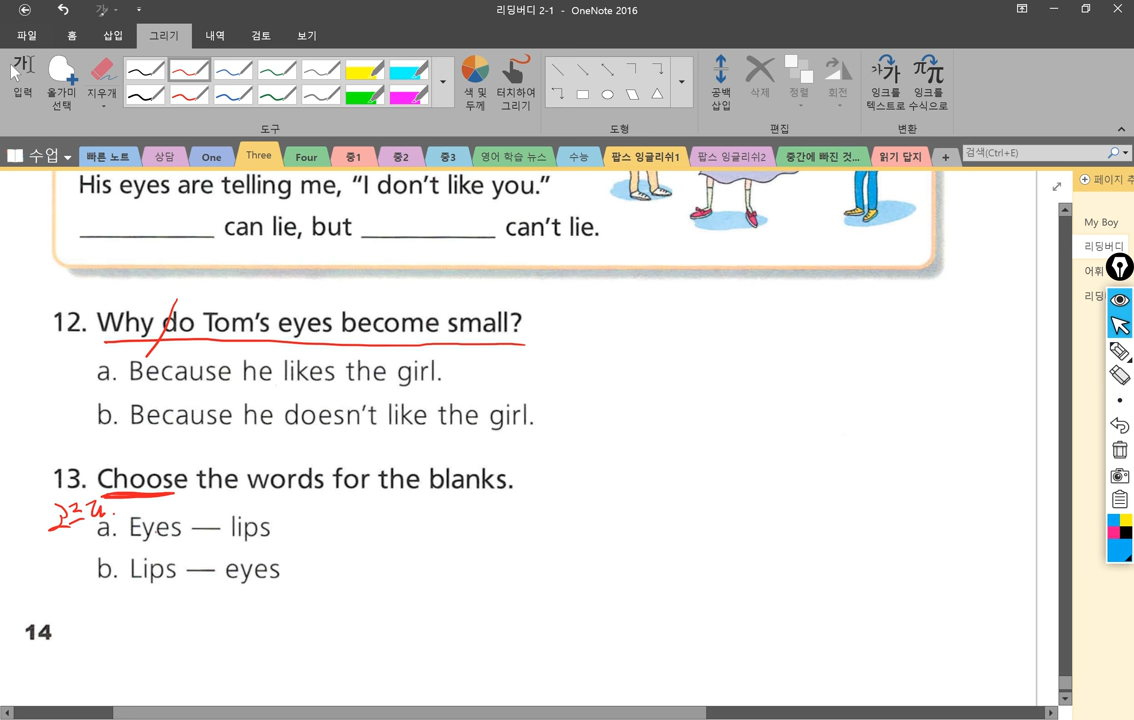 리딩버디 2-1 - OneNote 2016
파일 홈 삽입 그리기 내역 검토 보기
입력
올가미 선택
지우개
색 및 두께
터치하여 그리기
공백 삽입
삭제
정렬
회전
잉크를 텍스트로
잉크를 수식으로
도구 도형 편집 변환
수업 빠른 노트 상담 One Three Four 중1 중2 중3 영어 학습 뉴스 수능 팝스 잉글리쉬1 팝스 잉글리쉬2 중간에 빠진 것... 읽기 답지 + 검색(Ctrl+E)
페이지 추
My Boy
리딩버디
어휘
리딩
His eyes are telling me, “I don’t like you.”
__________ can lie, but __________ can’t lie.
12. Why do Tom’s eyes become small?
a. Because he likes the girl.
b. Because he doesn’t like the girl.
13. Choose the words for the blanks.
a. Eyes — lips
b. Lips — eyes
14